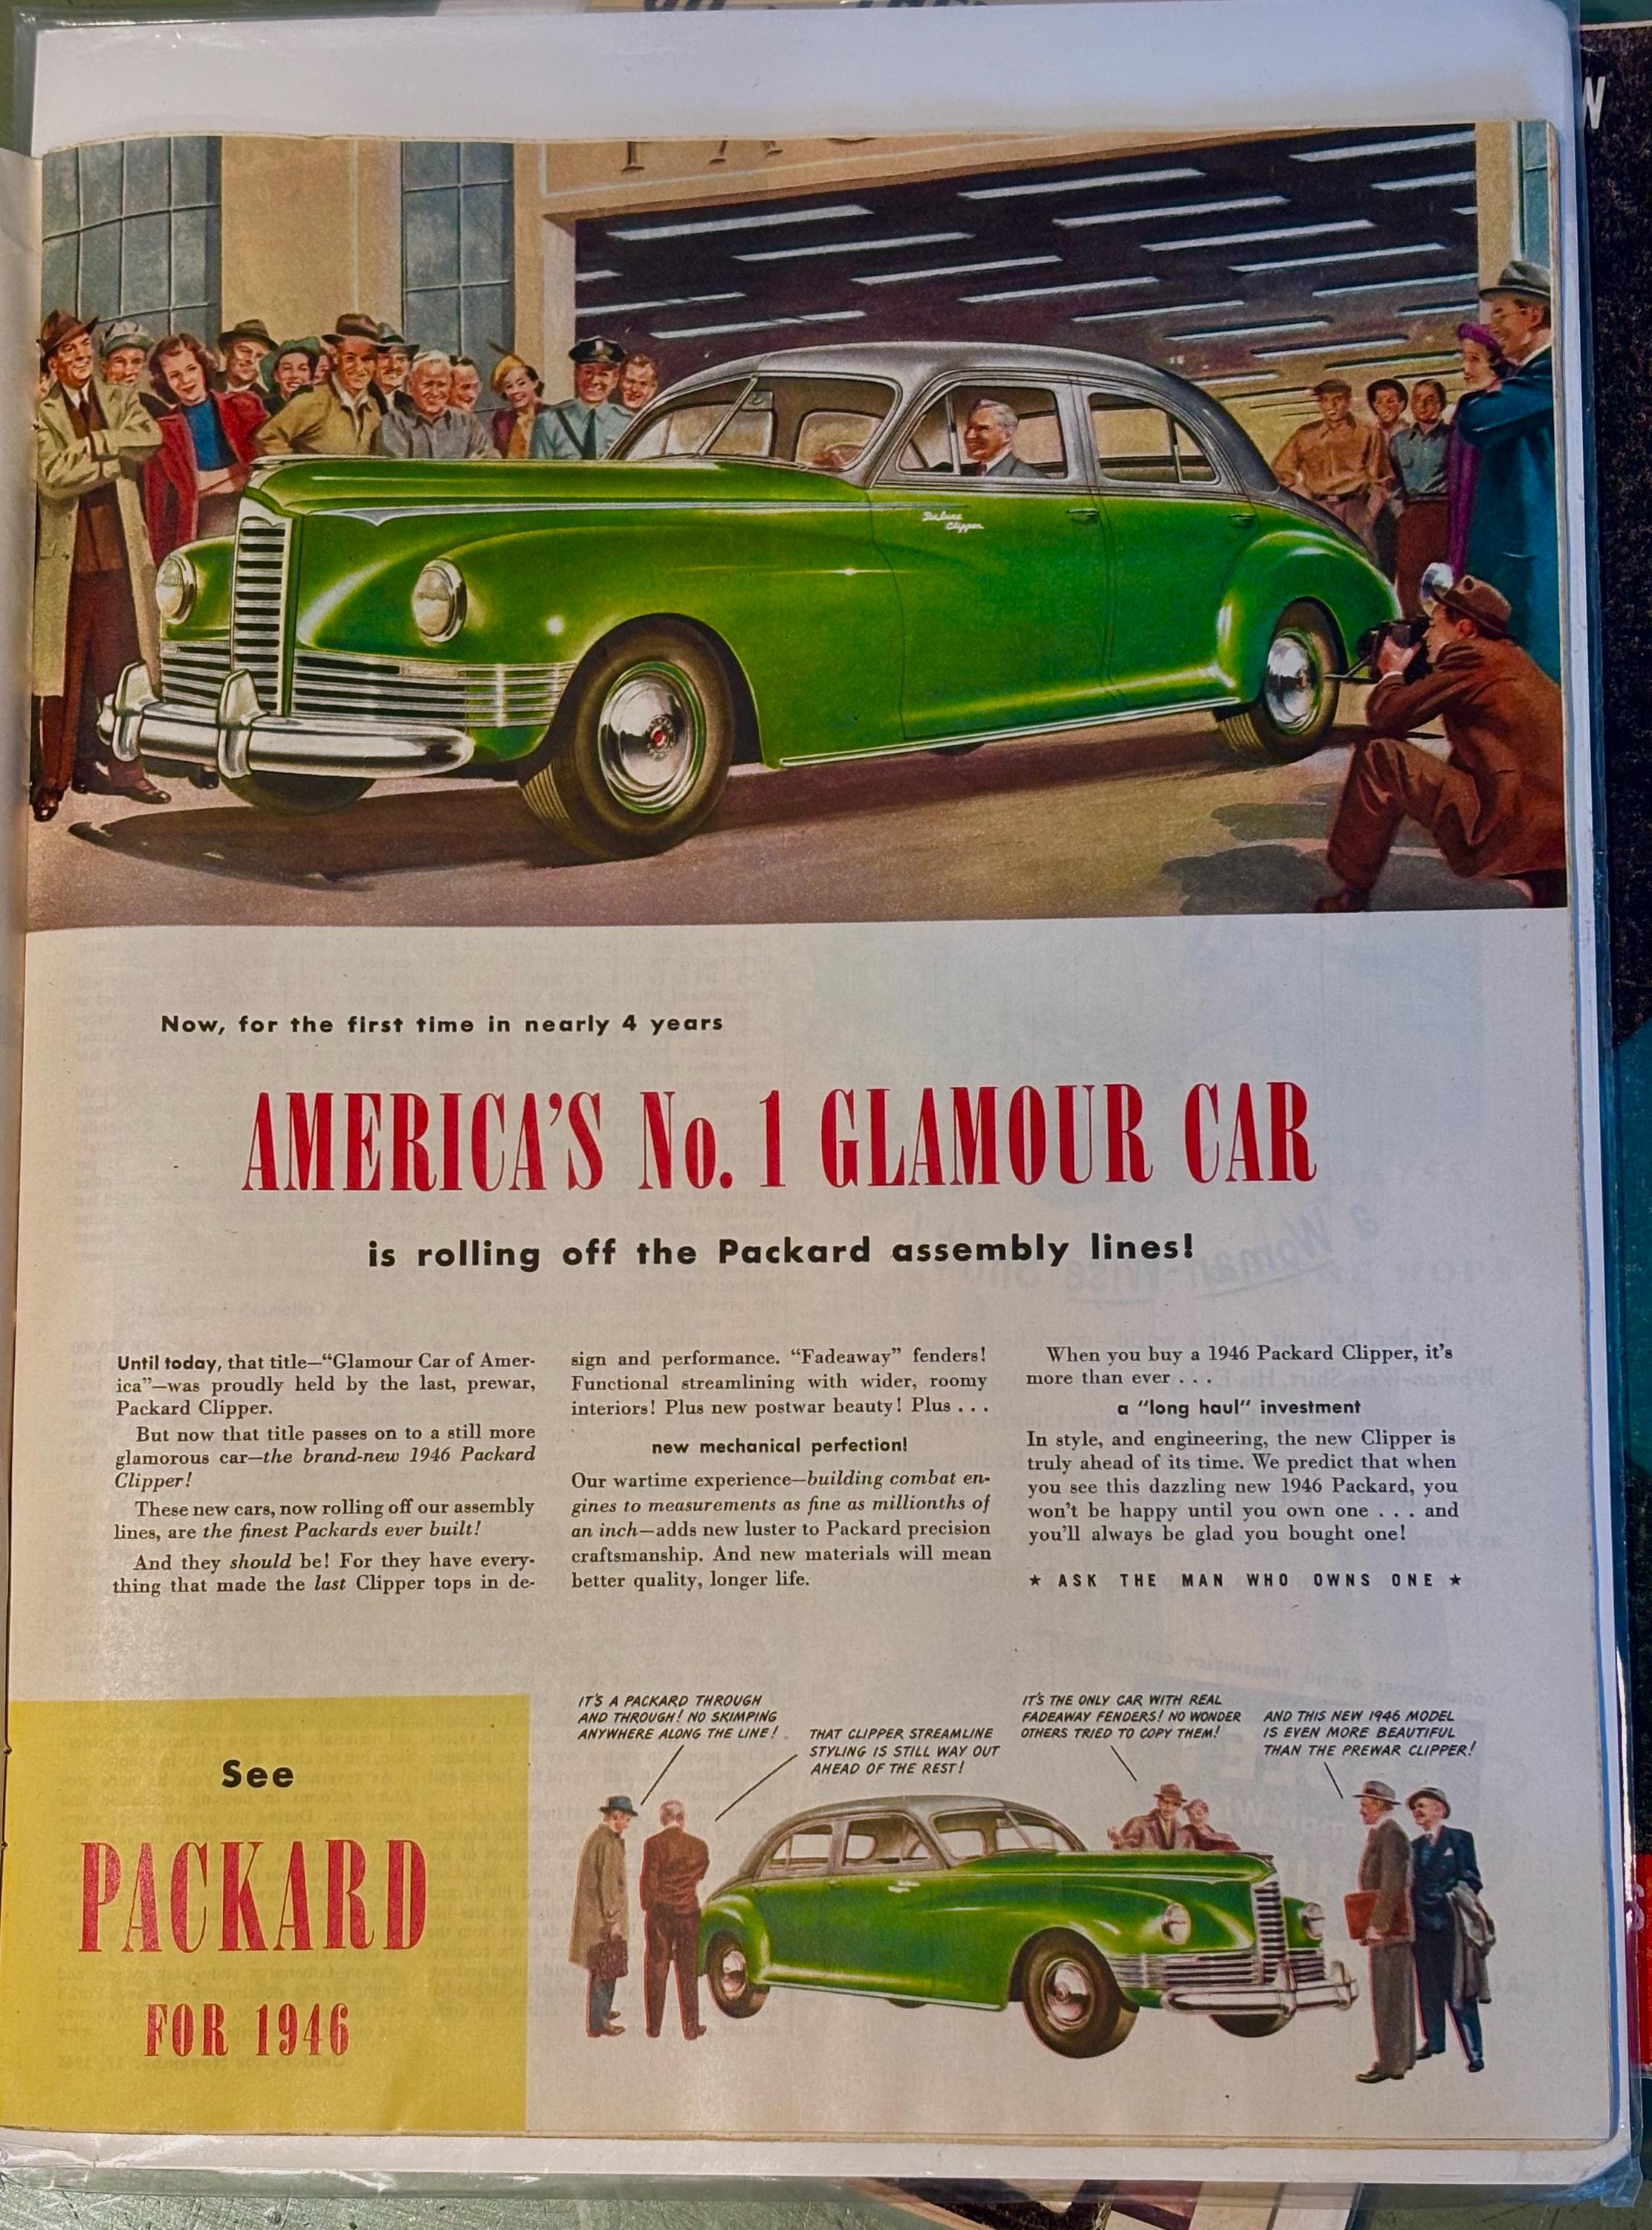 W
De Luxe
Clipper
Now, for the first time in nearly 4 years
AMERICA'S No. 1 GLAMOUR CAR
is rolling off the Packard assembly lines!
Until today, that title—“Glamour Car of Amer-
ica”—was proudly held by the last, prewar,
Packard Clipper.
But now that title passes on to a still more
glamorous car—the brand-new 1946 Packard
Clipper!
These new cars, now rolling off our assembly
lines, are the finest Packards ever built!
And they should be! For they have every-
thing that made the last Clipper tops in de-
sign and performance. “Fadeaway” fenders!
Functional streamlining with wider, roomy
interiors! Plus new postwar beauty! Plus . . .
new mechanical perfection!
Our wartime experience—building combat en-
gines to measurements as fine as millionths of
an inch—adds new luster to Packard precision
craftsmanship. And new materials will mean
better quality, longer life.
When you buy a 1946 Packard Clipper, it's
more than ever . . .
a “long haul” investment
In style, and engineering, the new Clipper is
truly ahead of its time. We predict that when
you see this dazzling new 1946 Packard, you
won't be happy until you own one . . . and
you'll always be glad you bought one!
★ ASK THE MAN WHO OWNS ONE ★
See
PACKARD
FOR 1946
IT'S A PACKARD THROUGH
AND THROUGH! NO SKIMPING
ANYWHERE ALONG THE LINE!
THAT CLIPPER STREAMLINE
STYLING IS STILL WAY OUT
AHEAD OF THE REST!
IT'S THE ONLY CAR WITH REAL
FADEAWAY FENDERS! NO WONDER
OTHERS TRIED TO COPY THEM!
AND THIS NEW 1946 MODEL
IS EVEN MORE BEAUTIFUL
THAN THE PREWAR CLIPPER!